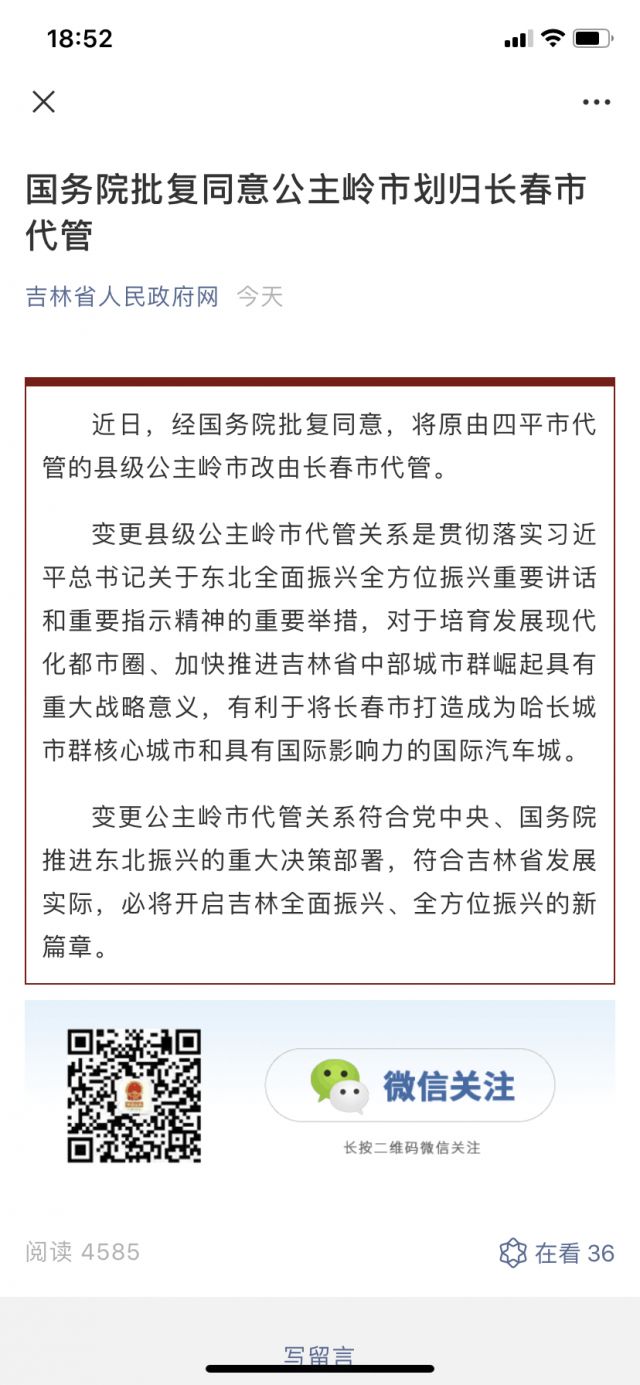 18:52
国务院批复同意公主岭市划归长春市
代管
吉林省人民政府网 今天
近日，经国务院批复同意，将原由四平市代
管的县级公主岭市改由长春市代管。
变更县级公主岭市代管关系是贯彻落实习近
平总书记关于东北全面振兴全方位振兴重要讲话
和重要指示精神的重要举措，对于培育发展现代
化都市圈、加快推进吉林省中部城市群崛起具有
重大战略意义，有利于将长春市打造成为哈长城
市群核心城市和具有国际影响力的国际汽车城。
变更公主岭市代管关系符合党中央、国务院
推进东北振兴的重大决策部署，符合吉林省发展
实际，必将开启吉林全面振兴、全方位振兴的新
篇章。
微信关注
长按二维码微信关注
阅读 4585
在看 36
写留言